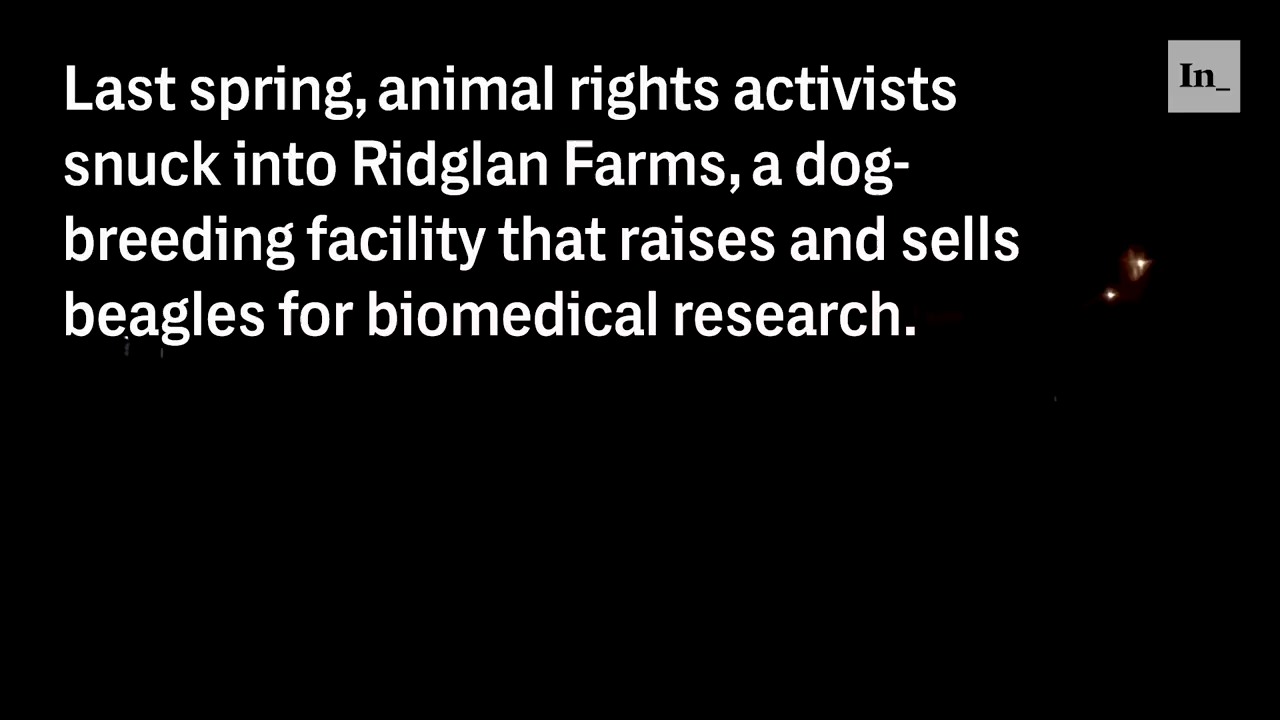 Last spring, animal rights activists
snuck into Ridglan Farms, a dog-
breeding facility that raises and sells
beagles for biomedical research.
In_